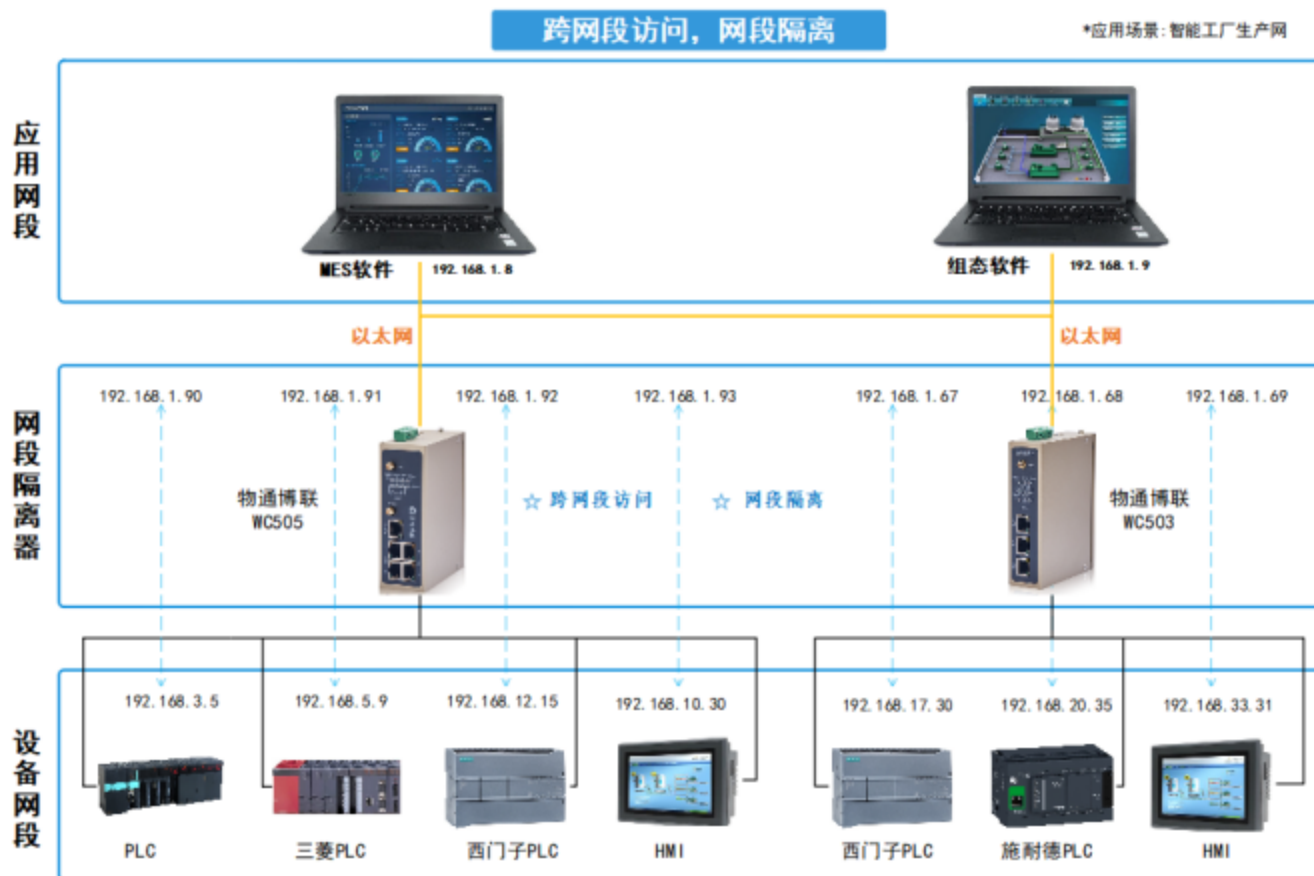 跨网段访问，网段隔离
*应用场景:智能工厂生产网
应用网段
MES软件 192.168.1.8
组态软件 192.168.1.9
以太网
以太网
网段隔离器
192.168.1.90
192.168.1.91
192.168.1.92
192.168.1.93
192.168.1.67
192.168.1.68
192.168.1.69
物通博联
WC505
☆ 跨网段访问
☆ 网段隔离
物通博联
WC503
设备网段
192.168.3.5
192.168.5.9
192.168.12.15
192.168.10.30
192.168.17.30
192.168.20.35
192.168.33.31
PLC
三菱PLC
西门子PLC
HMI
西门子PLC
施耐德PLC
HMI